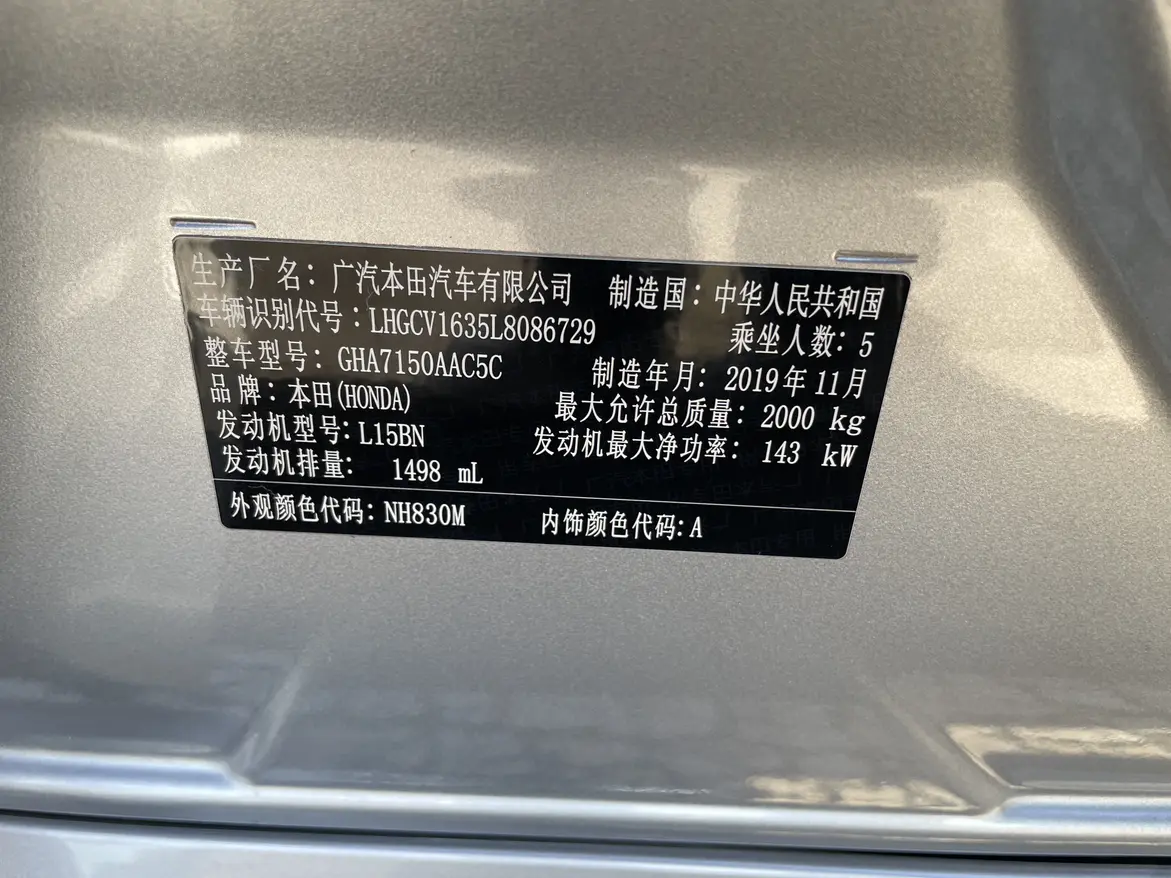 生产厂名：广汽本田汽车有限公司 制造国：中华人民共和国
车辆识别代号：LHGCV1635L8086729 乘坐人数：5
整车型号：GHA7150AAC5C 制造年月：2019年11月
品牌：本田(HONDA) 最大允许总质量：2000 kg
发动机型号：L15BN 发动机最大净功率：143 kW
发动机排量：1498 mL
外观颜色代码：NH830M 内饰颜色代码：A